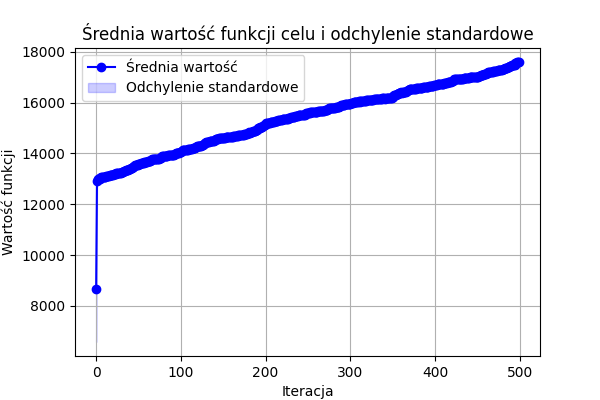 Średnia wartość funkcji celu i odchylenie standardowe
Średnia wartość
Odchylenie standardowe
Wartość funkcji
18000
16000
14000
12000
10000
8000
0 100 200 300 400 500
Iteracja